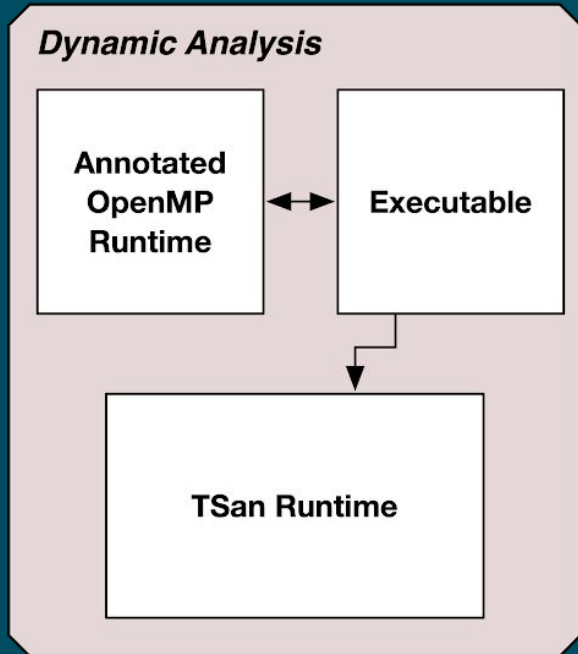 Dynamic Analysis
Annotated
OpenMP
Runtime
Executable
TSan Runtime